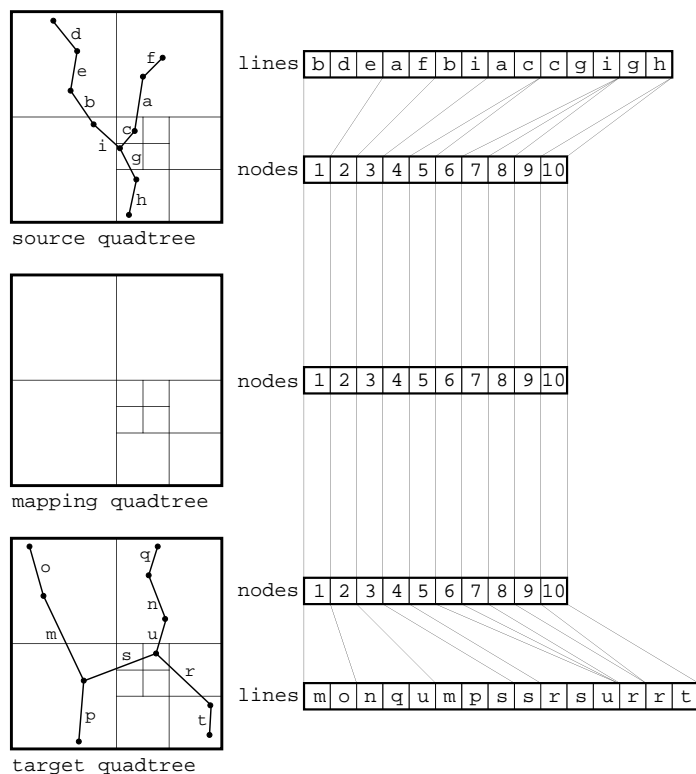 d
f
e
b
a
i
c
g
h
source quadtree
lines b d e a f b i a c c g i g h
nodes 1 2 3 4 5 6 7 8 9 10
mapping quadtree
nodes 1 2 3 4 5 6 7 8 9 10
o
q
m
n
u
s
r
p
t
target quadtree
nodes 1 2 3 4 5 6 7 8 9 10
lines m o n q u m p s s r s u r r t